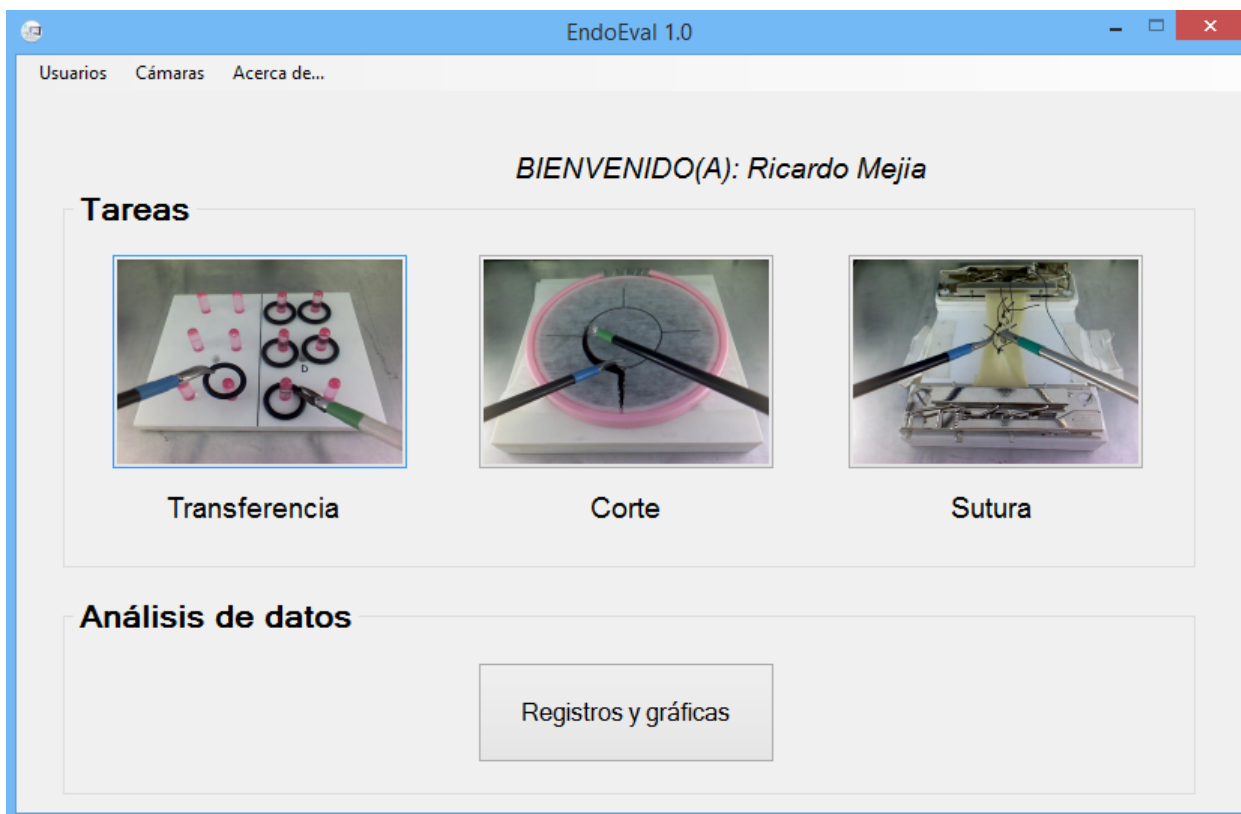 EndoEval 1.0
Usuarios Cámaras Acerca de...
BIENVENIDO(A): Ricardo Mejia
Tareas
D
Transferencia Corte Sutura
Análisis de datos
Registros y gráficas